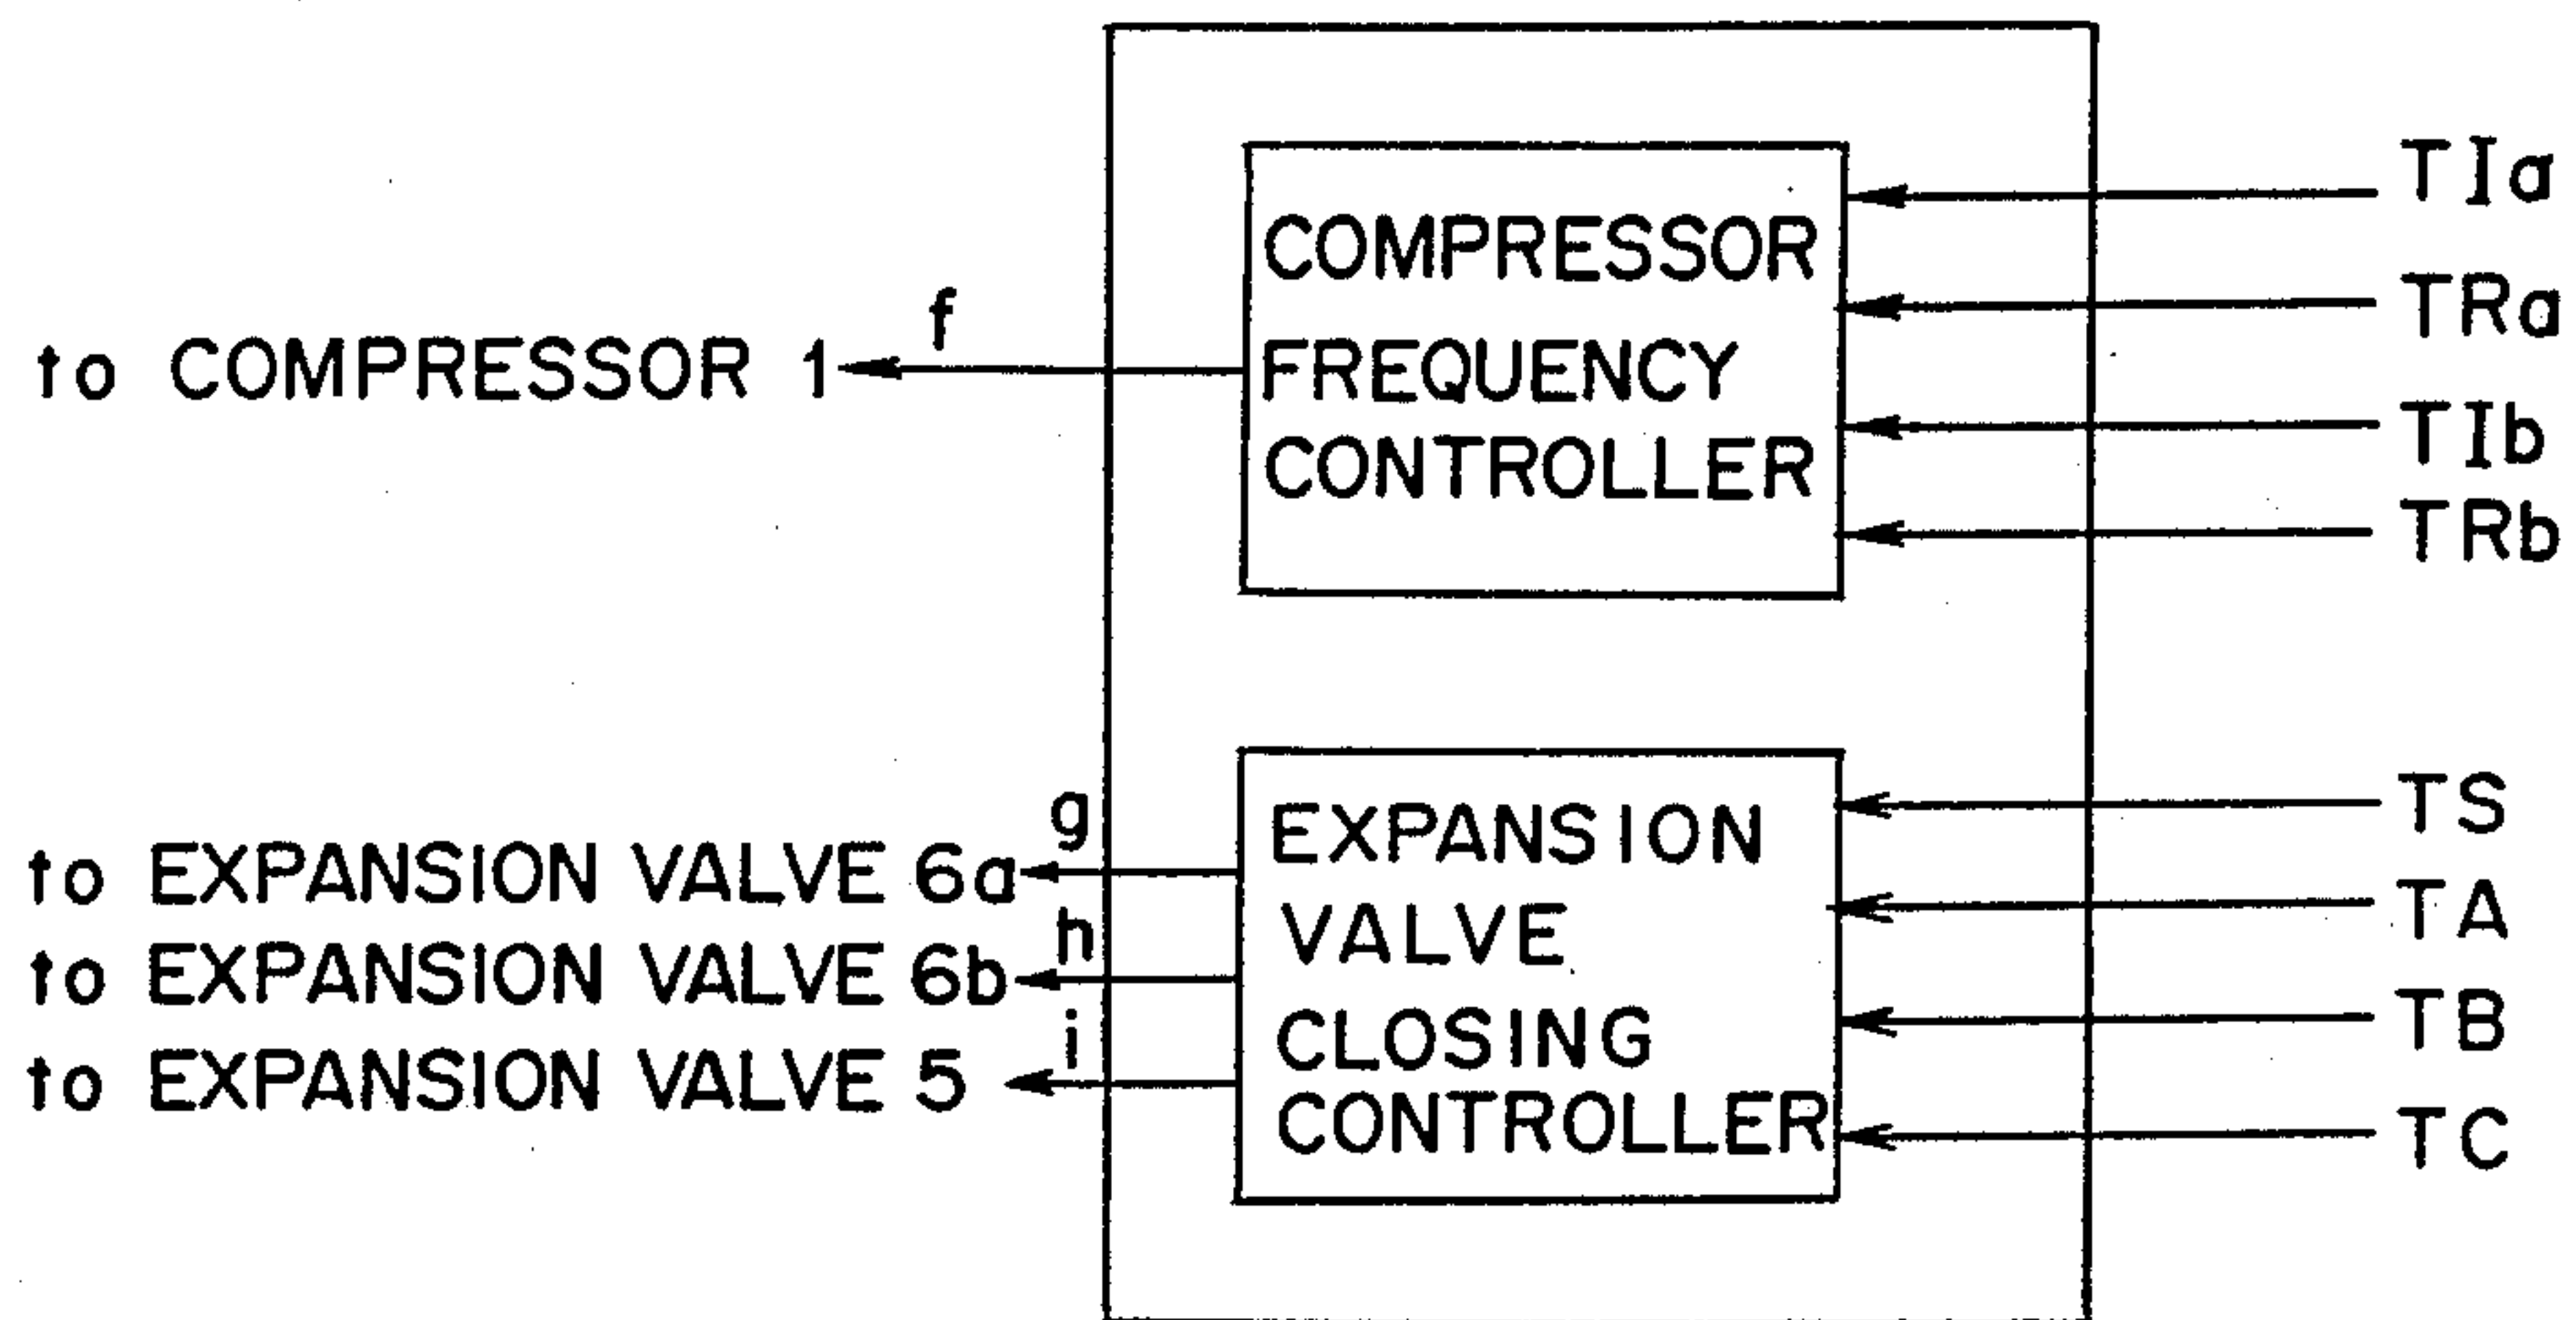 TIa
COMPRESSOR
TRa
f
to COMPRESSOR 1
FREQUENCY
TIb
CONTROLLER
TRb
TS
g
EXPANSION
to EXPANSION VALVE 6a
TA
VALVE
h
to EXPANSION VALVE 6b
TB
CLOSING
i
to EXPANSION VALVE 5
CONTROLLER
TC